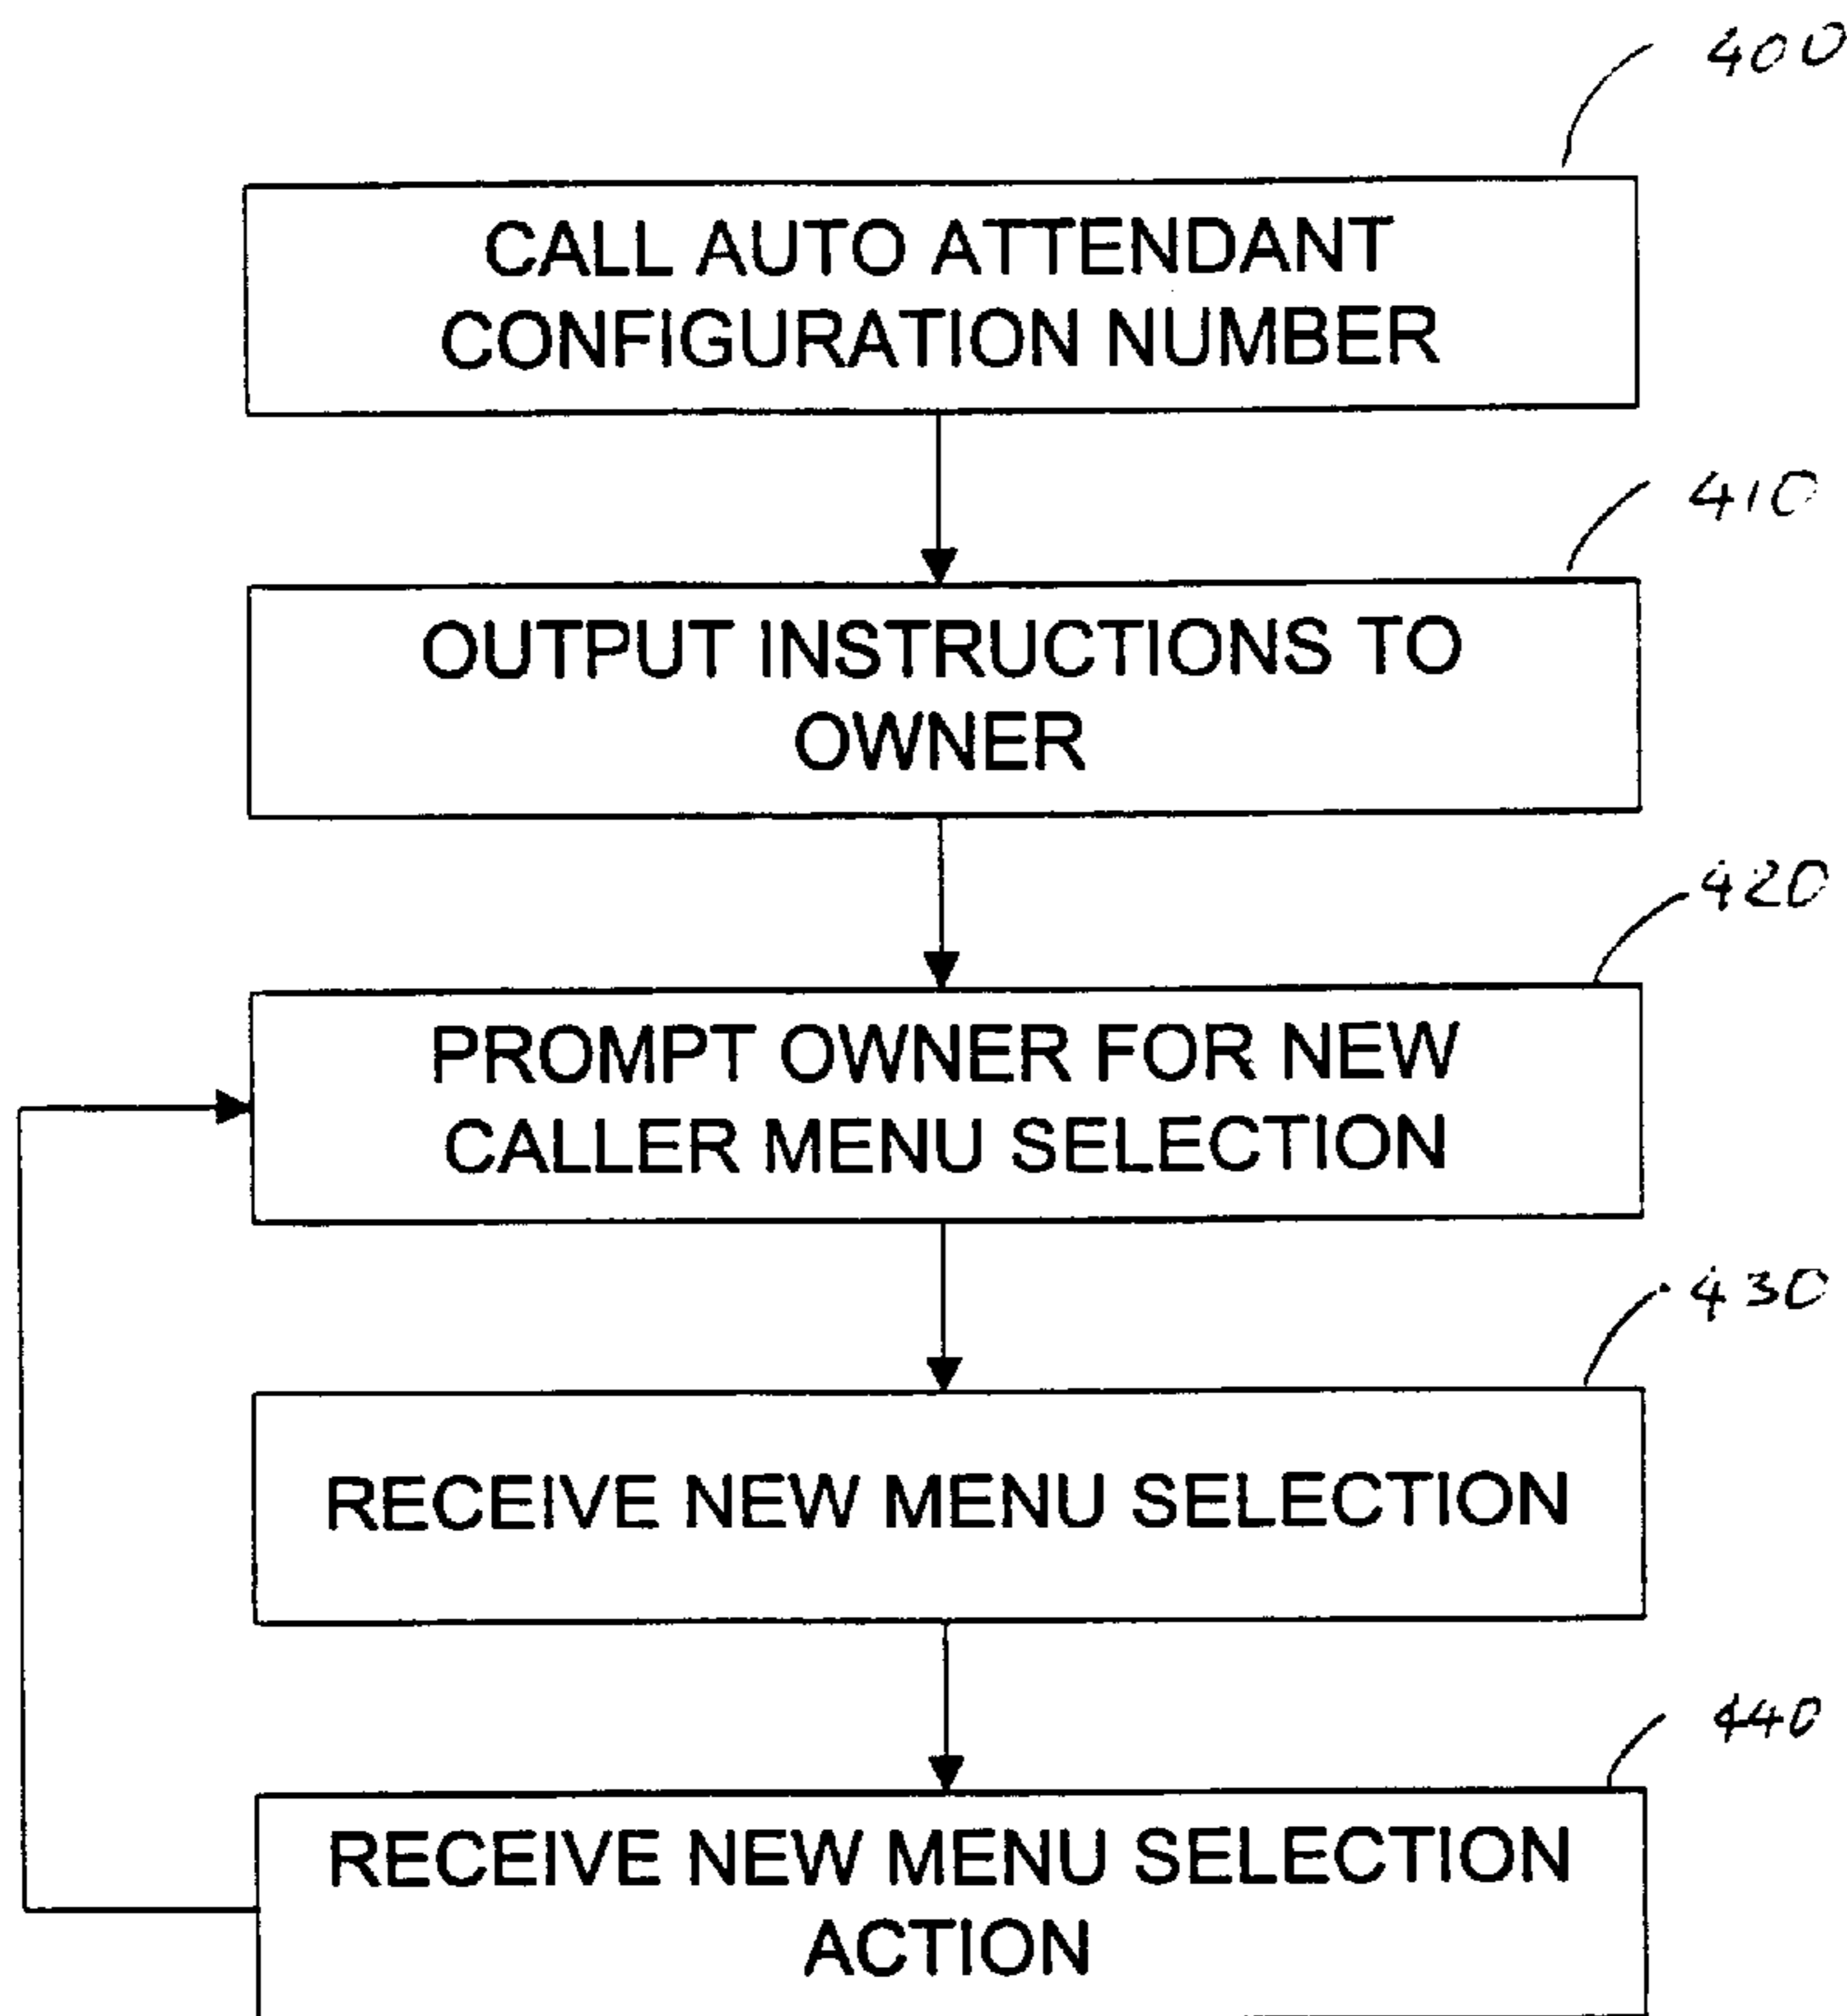 400
CALL AUTO ATTENDANT
CONFIGURATION NUMBER
410
OUTPUT INSTRUCTIONS TO
OWNER
420
PROMPT OWNER FOR NEW
CALLER MENU SELECTION
430
RECEIVE NEW MENU SELECTION
440
RECEIVE NEW MENU SELECTION
ACTION